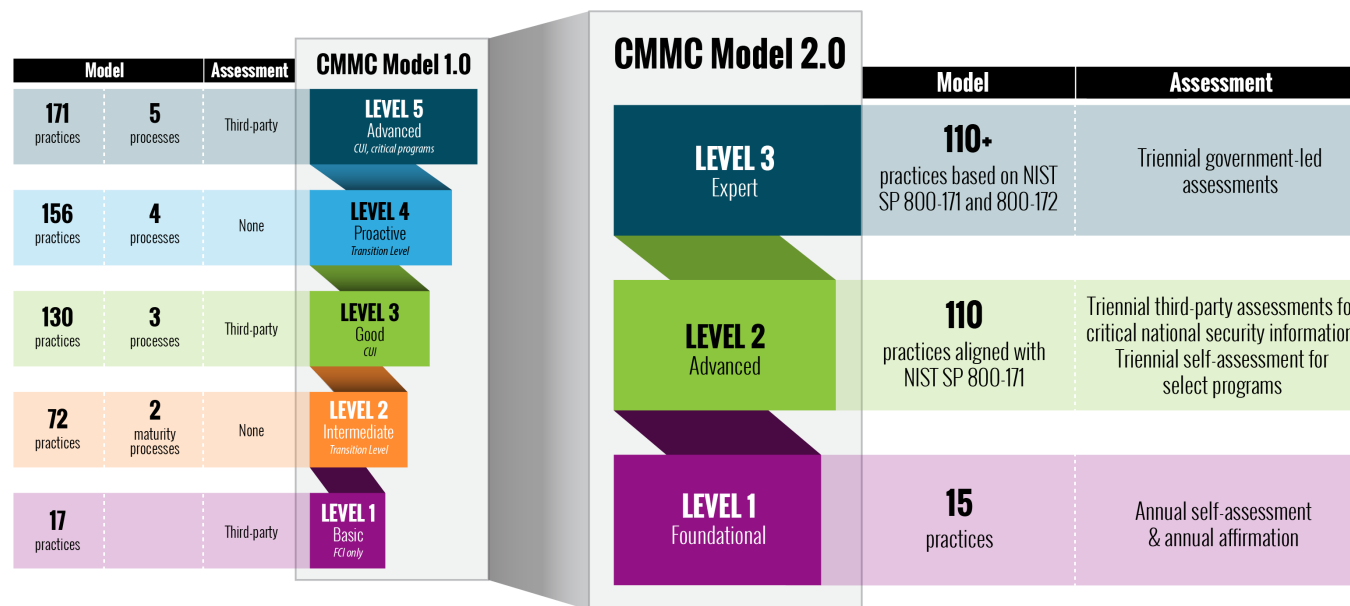 Model
Assessment
CMMC Model 1.0
171
practices
5
processes
Third-party
LEVEL 5
Advanced
CUI, critical programs
156
practices
4
processes
None
LEVEL 4
Proactive
Transition Level
130
practices
3
processes
Third-party
LEVEL 3
Good
CUI
72
practices
2
maturity
processes
None
LEVEL 2
Intermediate
Transition Level
17
practices
Third-party
LEVEL 1
Basic
FCI only
CMMC Model 2.0
Model
Assessment
LEVEL 3
Expert
110+
practices based on NIST
SP 800-171 and 800-172
Triennial government-led
assessments
LEVEL 2
Advanced
110
practices aligned with
NIST SP 800-171
Triennial third-party assessments fo
critical national security information
Triennial self-assessment for
select programs
LEVEL 1
Foundational
15
practices
Annual self-assessment
& annual affirmation